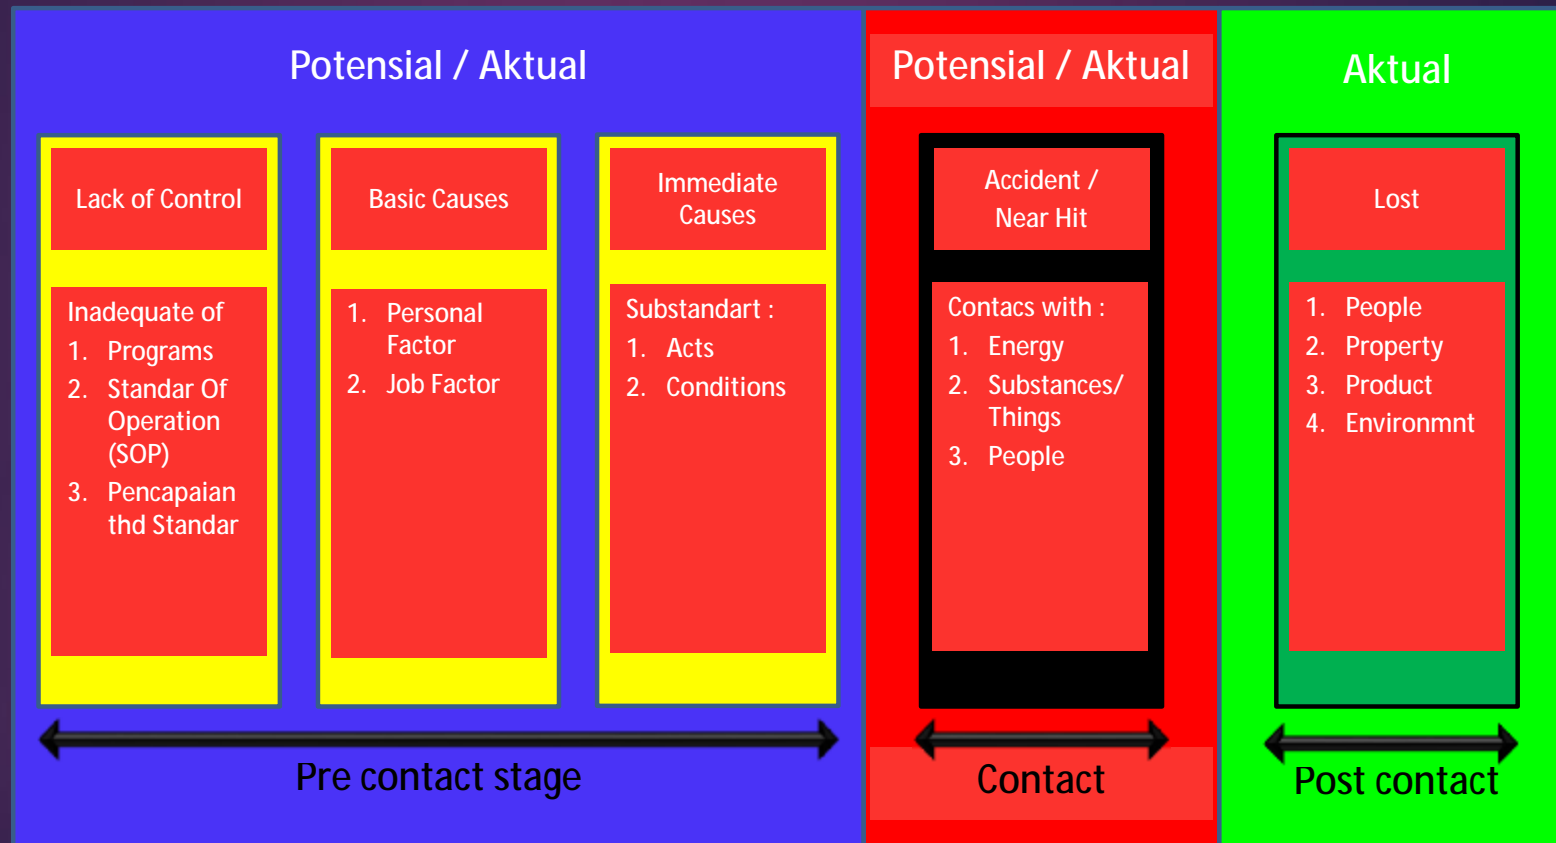 Potensial / Aktual
Potensial / Aktual
Aktual
Lack of Control
Basic Causes
Immediate
Causes
Accident /
Near Hit
Lost
Inadequate of
1. Programs
2. Standar Of
Operation
(SOP)
3. Pencapaian
thd Standar
1. Personal
Factor
2. Job Factor
Substandart :
1. Acts
2. Conditions
Contacs with :
1. Energy
2. Substances/
Things
3. People
1. People
2. Property
3. Product
4. Environmnt
Pre contact stage
Contact
Post contact